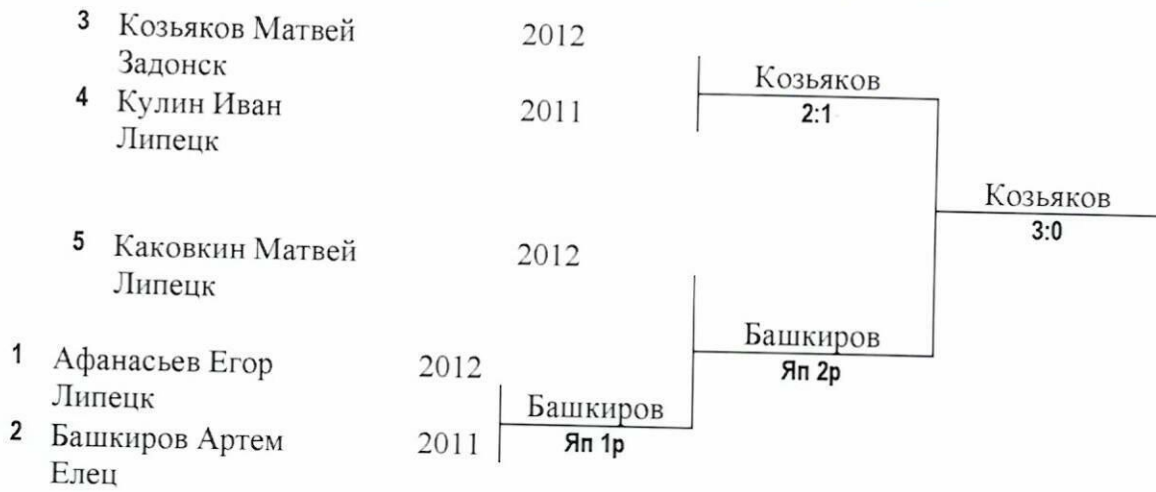 3 Козьяков Матвей 2012
Задонск
Козьяков
4 Кулин Иван 2011
2:1
Липецк
Козьяков
3:0
5 Каковкин Матвей 2012
Липецк
Башкиров
1 Афанасьев Егор 2012
Яп 2р
Липецк
Башкиров
2 Башкиров Артем 2011
Яп 1р
Елец